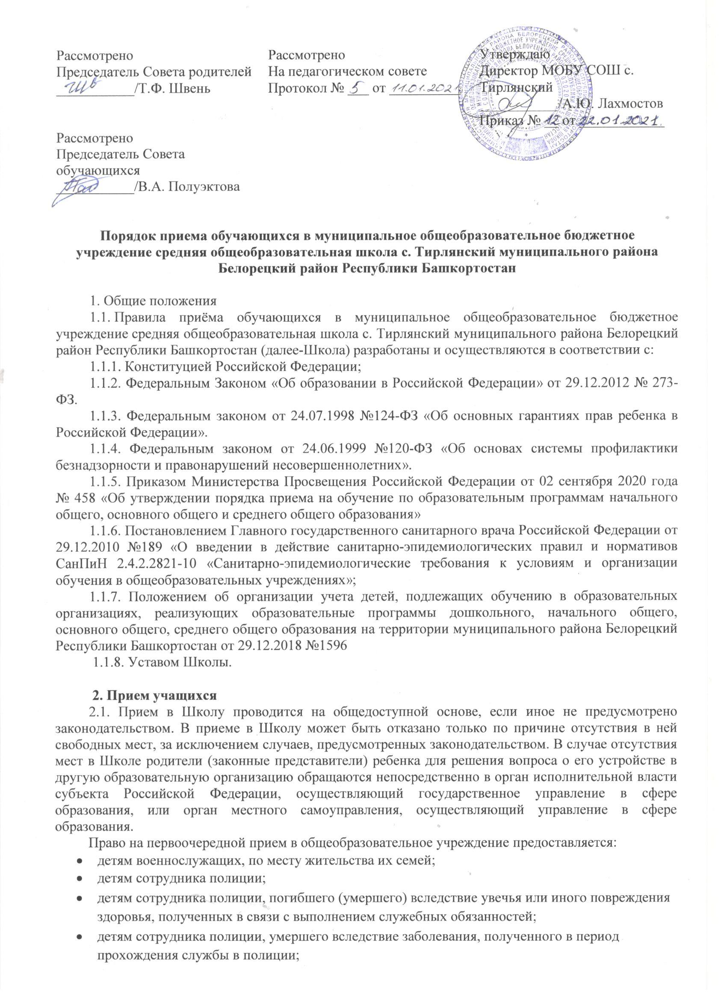 Рассмотрено
Председатель Совета родителей
___________/Т.Ф. Швень
Рассмотрено
На педагогическом совете
Протокол № 5 от 11.01.2021
Утверждаю
Директор МОБУ СОШ с.
Тирлянский
___________/А.Ю. Лахмостов
Приказ № 12 от 22.01.2021.
Рассмотрено
Председатель Совета
обучающихся
___________/В.А. Полуэктова
Порядок приема обучающихся в муниципальное общеобразовательное бюджетное
учреждение средняя общеобразовательная школа с. Тирлянский муниципального района
Белорецкий район Республики Башкортостан
1. Общие положения
1.1. Правила приёма обучающихся в муниципальное общеобразовательное бюджетное
учреждение средняя общеобразовательная школа с. Тирлянский муниципального района Белорецкий
район Республики Башкортостан (далее-Школа) разработаны и осуществляются в соответствии с:
1.1.1. Конституцией Российской Федерации;
1.1.2. Федеральным Законом «Об образовании в Российской Федерации» от 29.12.2012 № 273-
ФЗ.
1.1.3. Федеральным законом от 24.07.1998 №124-ФЗ «Об основных гарантиях прав ребенка в
Российской Федерации».
1.1.4. Федеральным законом от 24.06.1999 №120-ФЗ «Об основах системы профилактики
безнадзорности и правонарушений несовершеннолетних».
1.1.5. Приказом Министерства Просвещения Российской Федерации от 02 сентября 2020 года
№ 458 «Об утверждении порядка приема на обучение по образовательным программам начального
общего, основного общего и среднего общего образования»
1.1.6. Постановлением Главного государственного санитарного врача Российской Федерации от
29.12.2010 №189 «О введении в действие санитарно-эпидемиологических правил и нормативов
СанПиН 2.4.2.2821-10 «Санитарно-эпидемиологические требования к условиям и организации
обучения в общеобразовательных учреждениях»;
1.1.7. Положением об организации учета детей, подлежащих обучению в образовательных
организациях, реализующих образовательные программы дошкольного, начального общего,
основного общего, среднего общего образования на территории муниципального района Белорецкий
Республики Башкортостан от 29.12.2018 №1596
1.1.8. Уставом Школы.
2. Прием учащихся
2.1. Прием в Школу проводится на общедоступной основе, если иное не предусмотрено
законодательством. В приеме в Школу может быть отказано только по причине отсутствия в ней
свободных мест, за исключением случаев, предусмотренных законодательством. В случае отсутствия
мест в Школе родители (законные представители) ребенка для решения вопроса о его устройстве в
другую образовательную организацию обращаются непосредственно в орган исполнительной власти
субъекта Российской Федерации, осуществляющий государственное управление в сфере
образования, или орган местного самоуправления, осуществляющий управление в сфере
образования.
Право на первоочередной прием в общеобразовательное учреждение предоставляется:
• детям военнослужащих, по месту жительства их семей;
• детям сотрудника полиции;
• детям сотрудника полиции, погибшего (умершего) вследствие увечья или иного повреждения
здоровья, полученных в связи с выполнением служебных обязанностей;
• детям сотрудника полиции, умершего вследствие заболевания, полученного в период
прохождения службы в полиции;